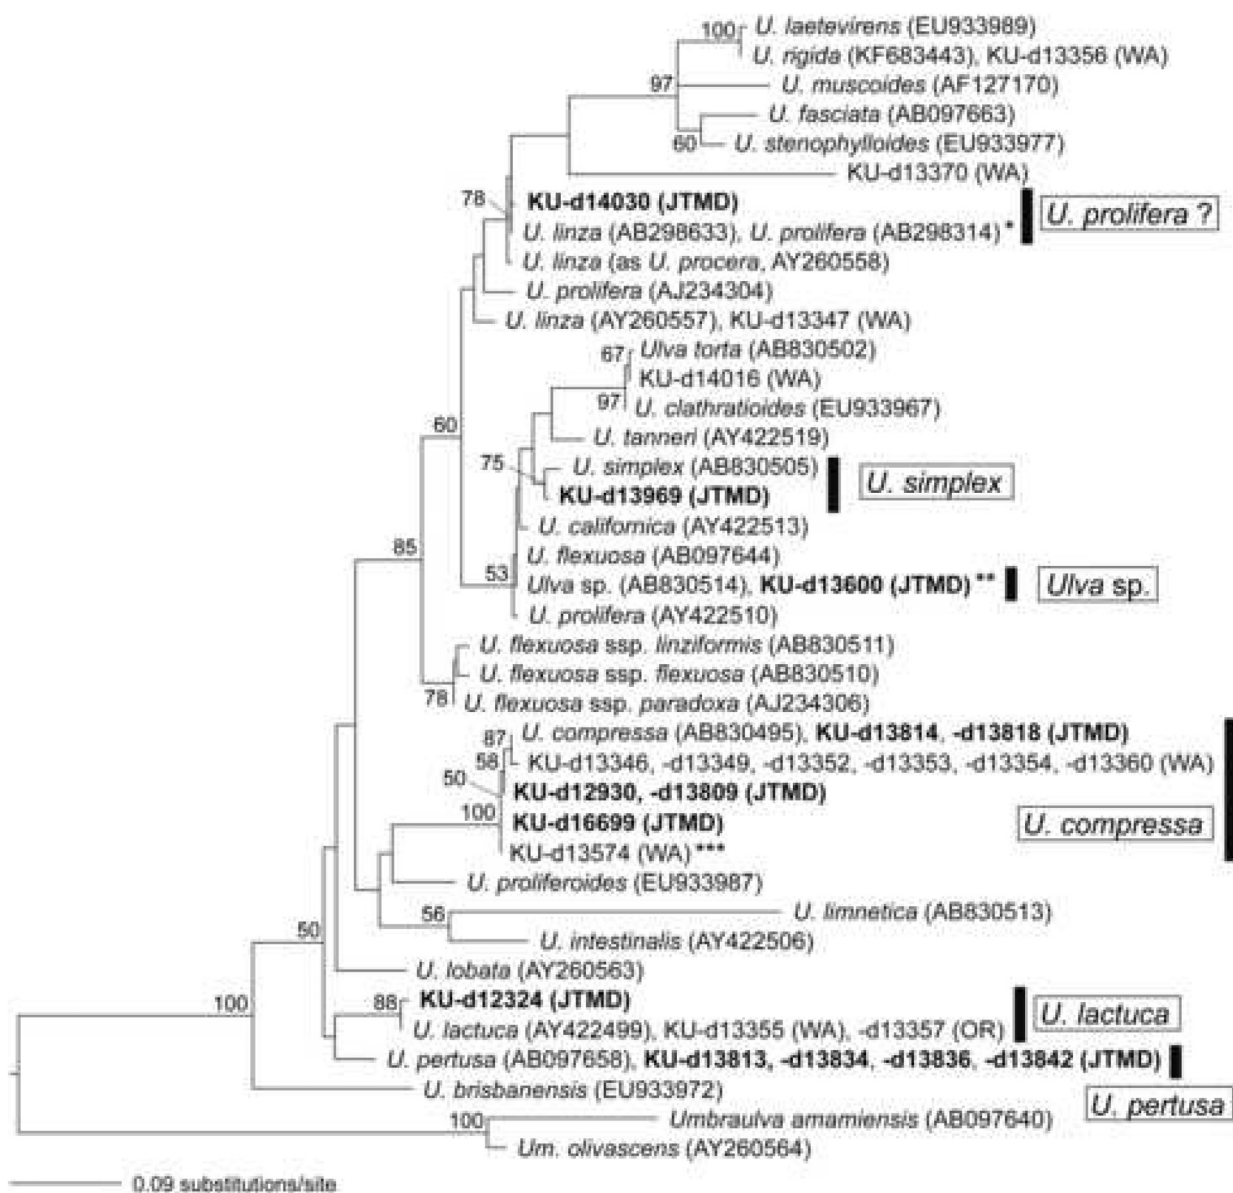 100 U. laetevirens (EU933989)
U. rigida (KF683443), KU-d13356 (WA)
97 U. muscoides (AF127170)
U. fasciata (AB097663)
60 U. stenophylloides (EU933977)
KU-d13370 (WA)
78 KU-d14030 (JTMD)
U. prolifera ?
U. linza (AB298633), U. prolifera (AB298314)*
U. linza (as U. procera, AY260558)
U. prolifera (AJ234304)
U. linza (AY260557), KU-d13347 (WA)
67 Ulva torta (AB830502)
KU-d14016 (WA)
97 U. clathratioides (EU933967)
60 U. tanneri (AY422519)
75 U. simplex (AB830505)
U. simplex
KU-d13969 (JTMD)
U. californica (AY422513)
85 U. flexuosa (AB097644)
53 Ulva sp. (AB830514), KU-d13600 (JTMD)** Ulva sp.
U. prolifera (AY422510)
U. flexuosa ssp. linziformis (AB830511)
U. flexuosa ssp. flexuosa (AB830510)
78 U. flexuosa ssp. paradoxa (AJ234306)
87 U. compressa (AB830495), KU-d13814, -d13818 (JTMD)
58 KU-d13346, -d13349, -d13352, -d13353, -d13354, -d13360 (WA)
50 KU-d12930, -d13809 (JTMD)
100 KU-d16699 (JTMD) U. compressa
KU-d13574 (WA)***
U. proliferoides (EU933987)
56 U. limnetica (AB830513)
50 U. intestinalis (AY422506)
U. lobata (AY260563)
100 88 KU-d12324 (JTMD)
U. lactuca
U. lactuca (AY422499), KU-d13355 (WA), -d13357 (OR)
U. pertusa (AB097658), KU-d13813, -d13834, -d13836, -d13842 (JTMD)
U. brisbanensis (EU933972)
U. pertusa
100 Umbraulva amamiensis (AB097640)
Um. olivascens (AY260564)
0.09 substitutions/site